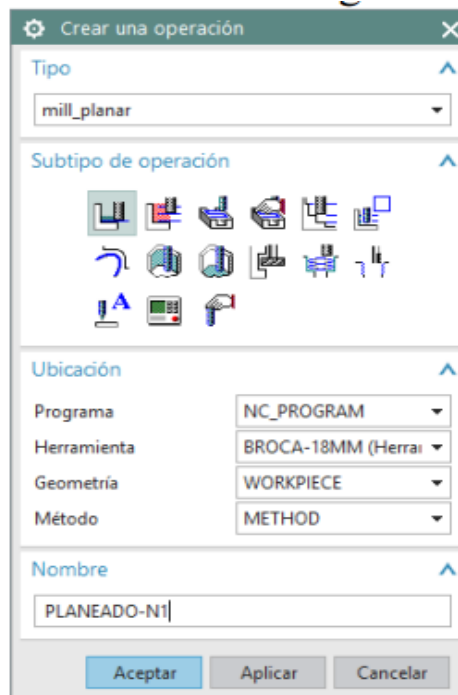 Crear una operación
Tipo
mill_planar
Subtipo de operación
A
Ubicación
Programa NC_PROGRAM
Herramienta BROCA-18MM (Herrai
Geometría WORKPIECE
Método METHOD
Nombre
PLANEADO-N1
Aceptar Aplicar Cancelar